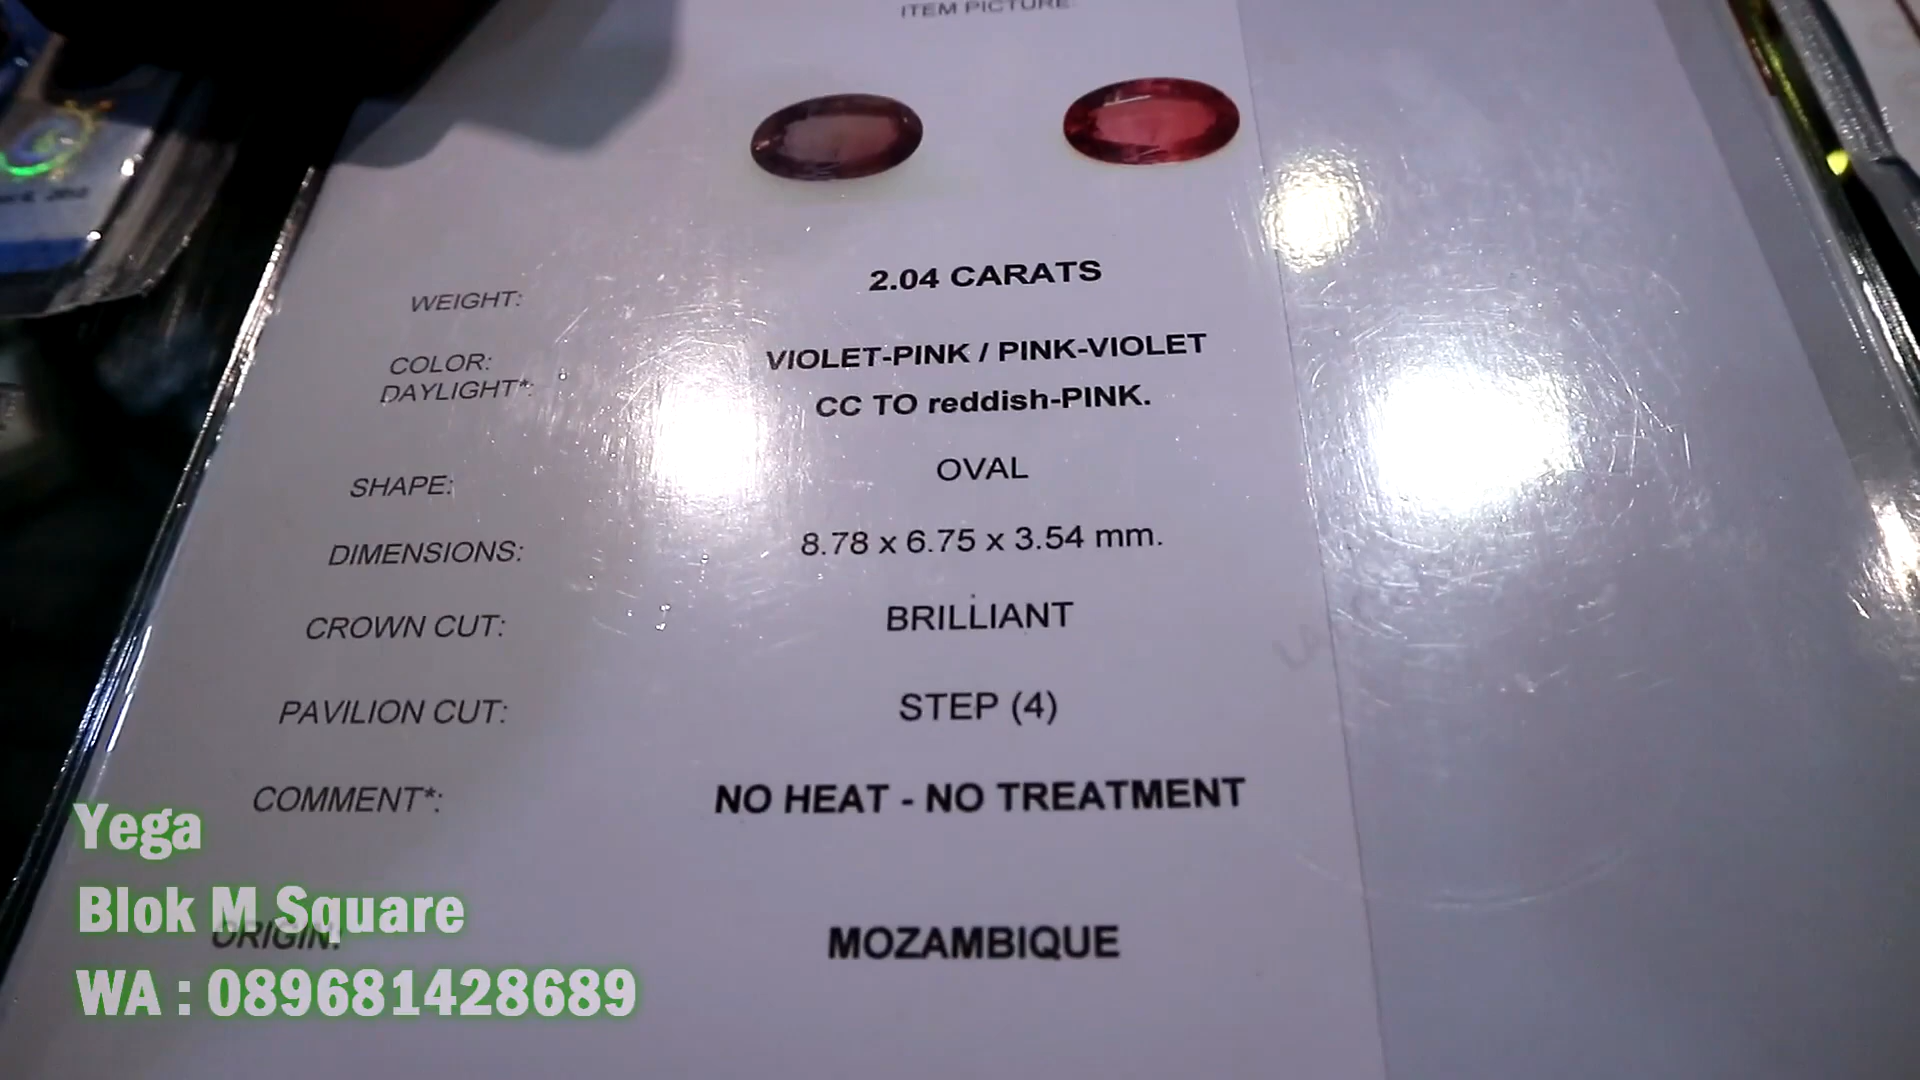 ITEM PICTURE
WEIGHT: 2.04 CARATS
COLOR: VIOLET-PINK / PINK-VIOLET
DAYLIGHT*: CC TO reddish-PINK.
SHAPE: OVAL
DIMENSIONS: 8.78 x 6.75 x 3.54 mm.
CROWN CUT: BRILLIANT
PAVILION CUT: STEP (4)
COMMENT*: NO HEAT - NO TREATMENT
ORIGIN: MOZAMBIQUE
Yega
Blok M Square
WA : 089681428689